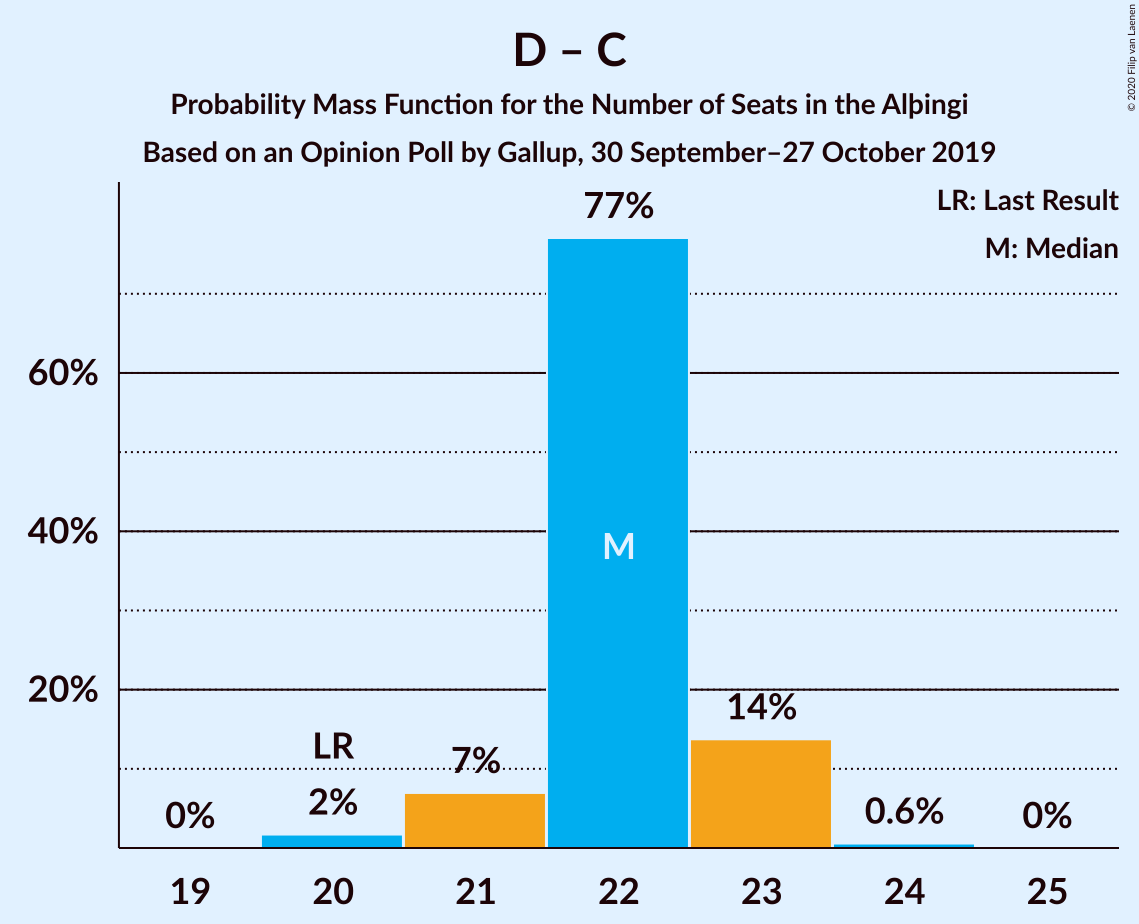 D – C
Probability Mass Function for the Number of Seats in the Alþingi
Based on an Opinion Poll by Gallup, 30 September–27 October 2019
© 2020 Filip van Laenen
LR: Last Result
M: Median
77%
60%
M
40%
20%
14%
LR
7%
2%
0%
0.6%
0%
19 20 21 22 23 24 25